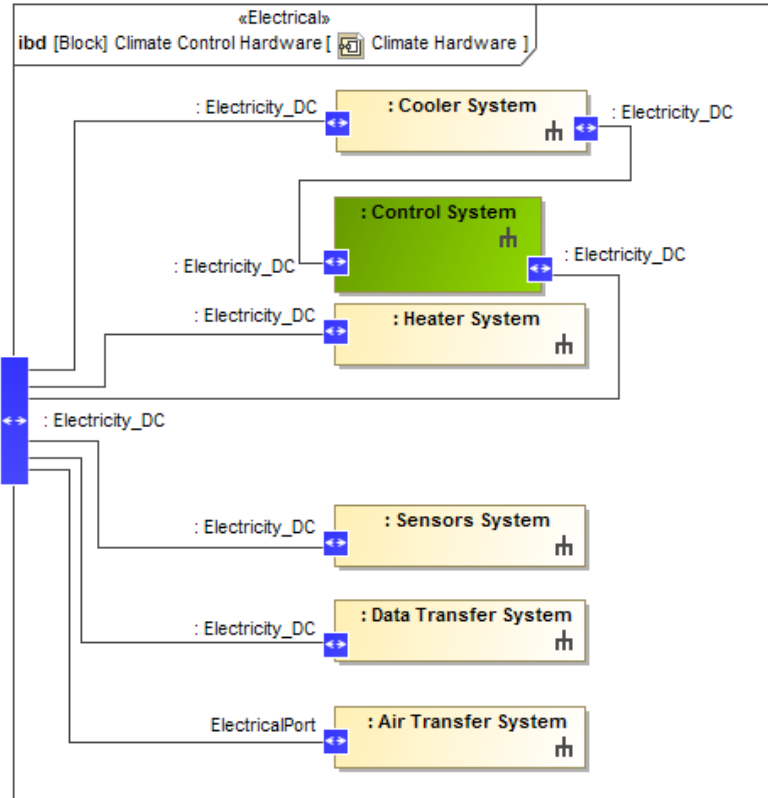 «Electrical»
ibd [Block] Climate Control Hardware [ Climate Hardware ]
: Electricity_DC
: Cooler System
: Electricity_DC
: Control System
: Electricity_DC
: Electricity_DC
: Electricity_DC
: Heater System
: Electricity_DC
: Electricity_DC
: Sensors System
: Electricity_DC
: Data Transfer System
ElectricalPort
: Air Transfer System